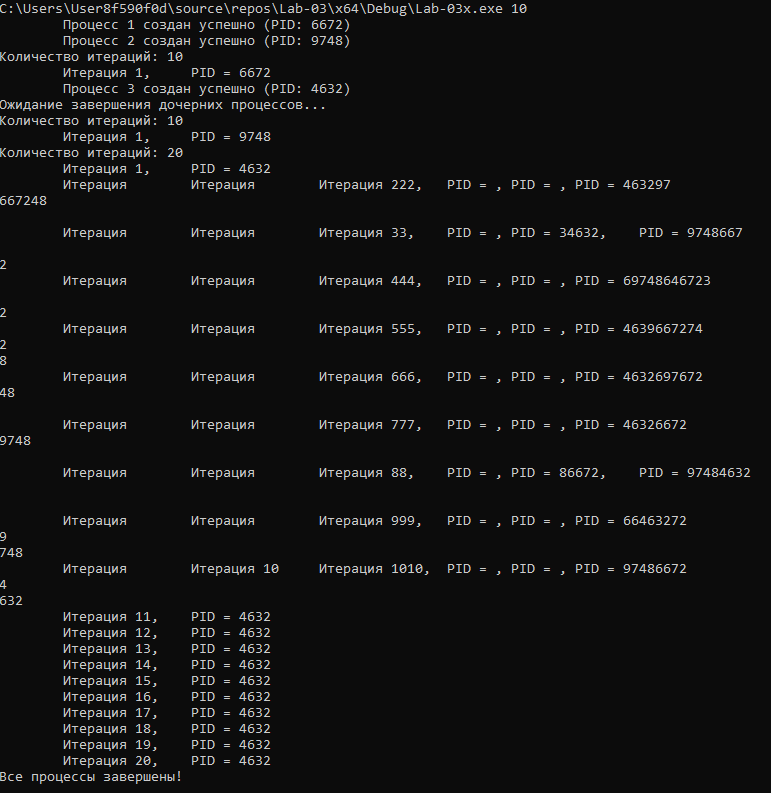 C:\Users\User8f590f0d\source\repos\Lab-03\x64\Debug\Lab-03x.exe 10
Процесс 1 создан успешно (PID: 6672)
Процесс 2 создан успешно (PID: 9748)
Количество итераций: 10
Итерация 1, PID = 6672
Процесс 3 создан успешно (PID: 4632)
Ожидание завершения дочерних процессов...
Количество итераций: 10
Итерация 1, PID = 9748
Количество итераций: 20
Итерация 1, PID = 4632
Итерация Итерация Итерация 222, PID = , PID = , PID = 463297
667248
Итерация Итерация Итерация 33, PID = , PID = 34632, PID = 9748667
2
Итерация Итерация Итерация 444, PID = , PID = , PID = 69748646723
2
Итерация Итерация Итерация 555, PID = , PID = , PID = 4639667274
2
8
Итерация Итерация Итерация 666, PID = , PID = , PID = 4632697672
48
Итерация Итерация Итерация 777, PID = , PID = , PID = 46326672
9748
Итерация Итерация Итерация 88, PID = , PID = 86672, PID = 97484632
Итерация Итерация Итерация 999, PID = , PID = , PID = 66463272
9
748
Итерация Итерация 10 Итерация 1010, PID = , PID = , PID = 97486672
4
632
Итерация 11, PID = 4632
Итерация 12, PID = 4632
Итерация 13, PID = 4632
Итерация 14, PID = 4632
Итерация 15, PID = 4632
Итерация 16, PID = 4632
Итерация 17, PID = 4632
Итерация 18, PID = 4632
Итерация 19, PID = 4632
Итерация 20, PID = 4632
Все процессы завершены!